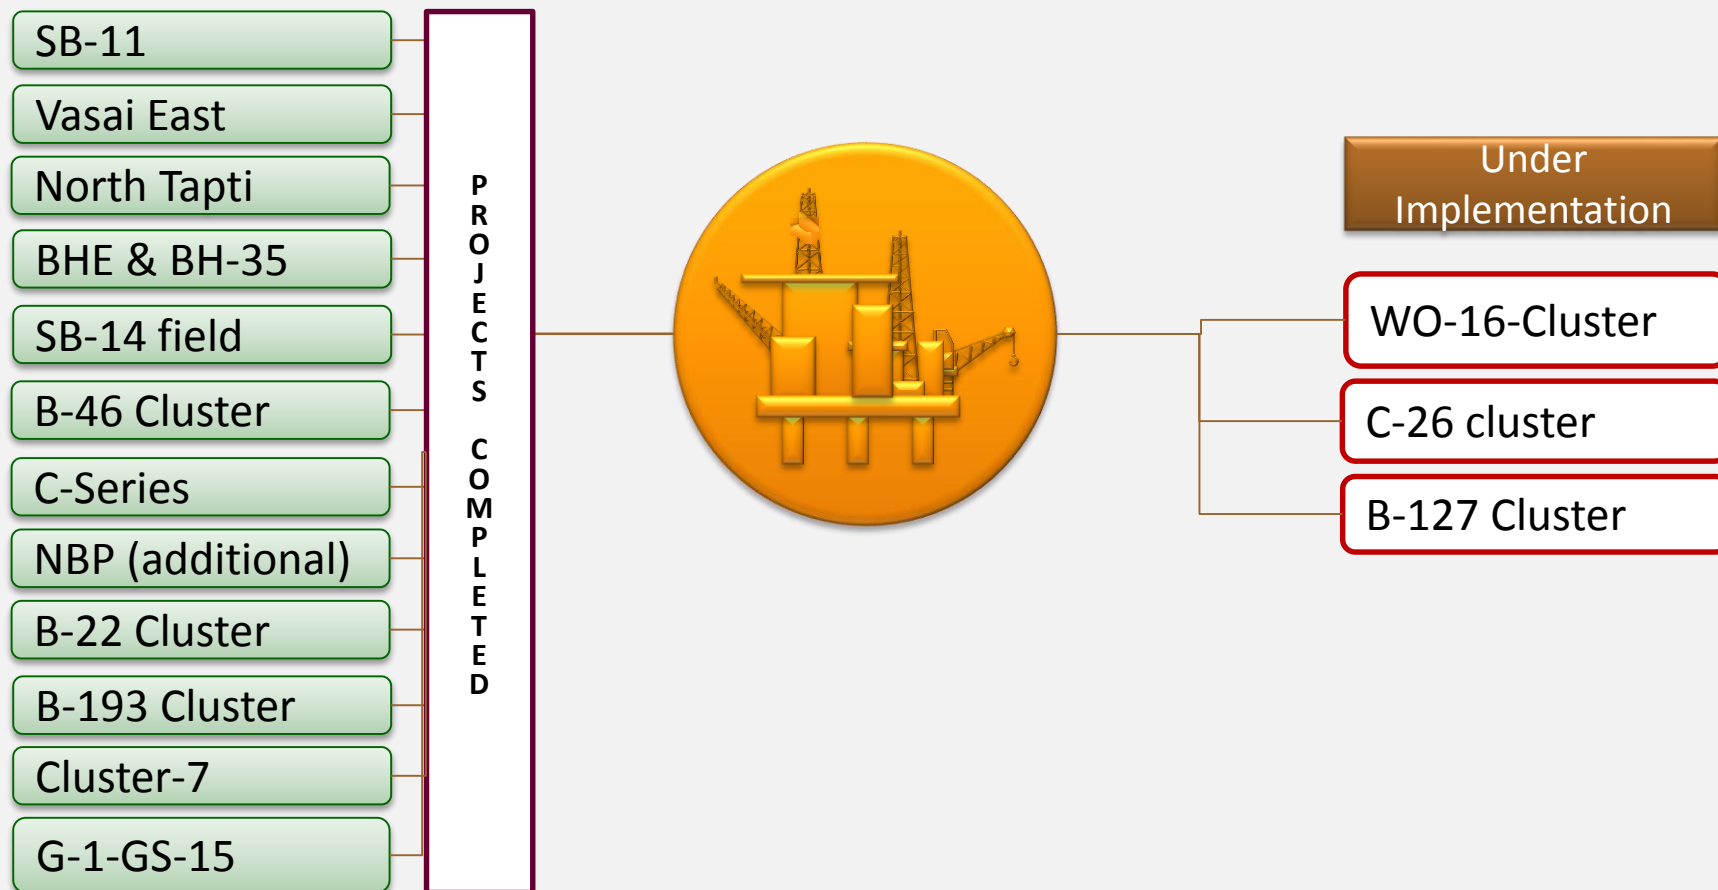 SB-11
Vasai East
North Tapti
BHE & BH-35
SB-14 field
B-46 Cluster
C-Series
NBP (additional)
B-22 Cluster
B-193 Cluster
Cluster-7
G-1-GS-15
PROJECTS COMPLETED
Under
Implementation
WO-16-Cluster
C-26 cluster
B-127 Cluster